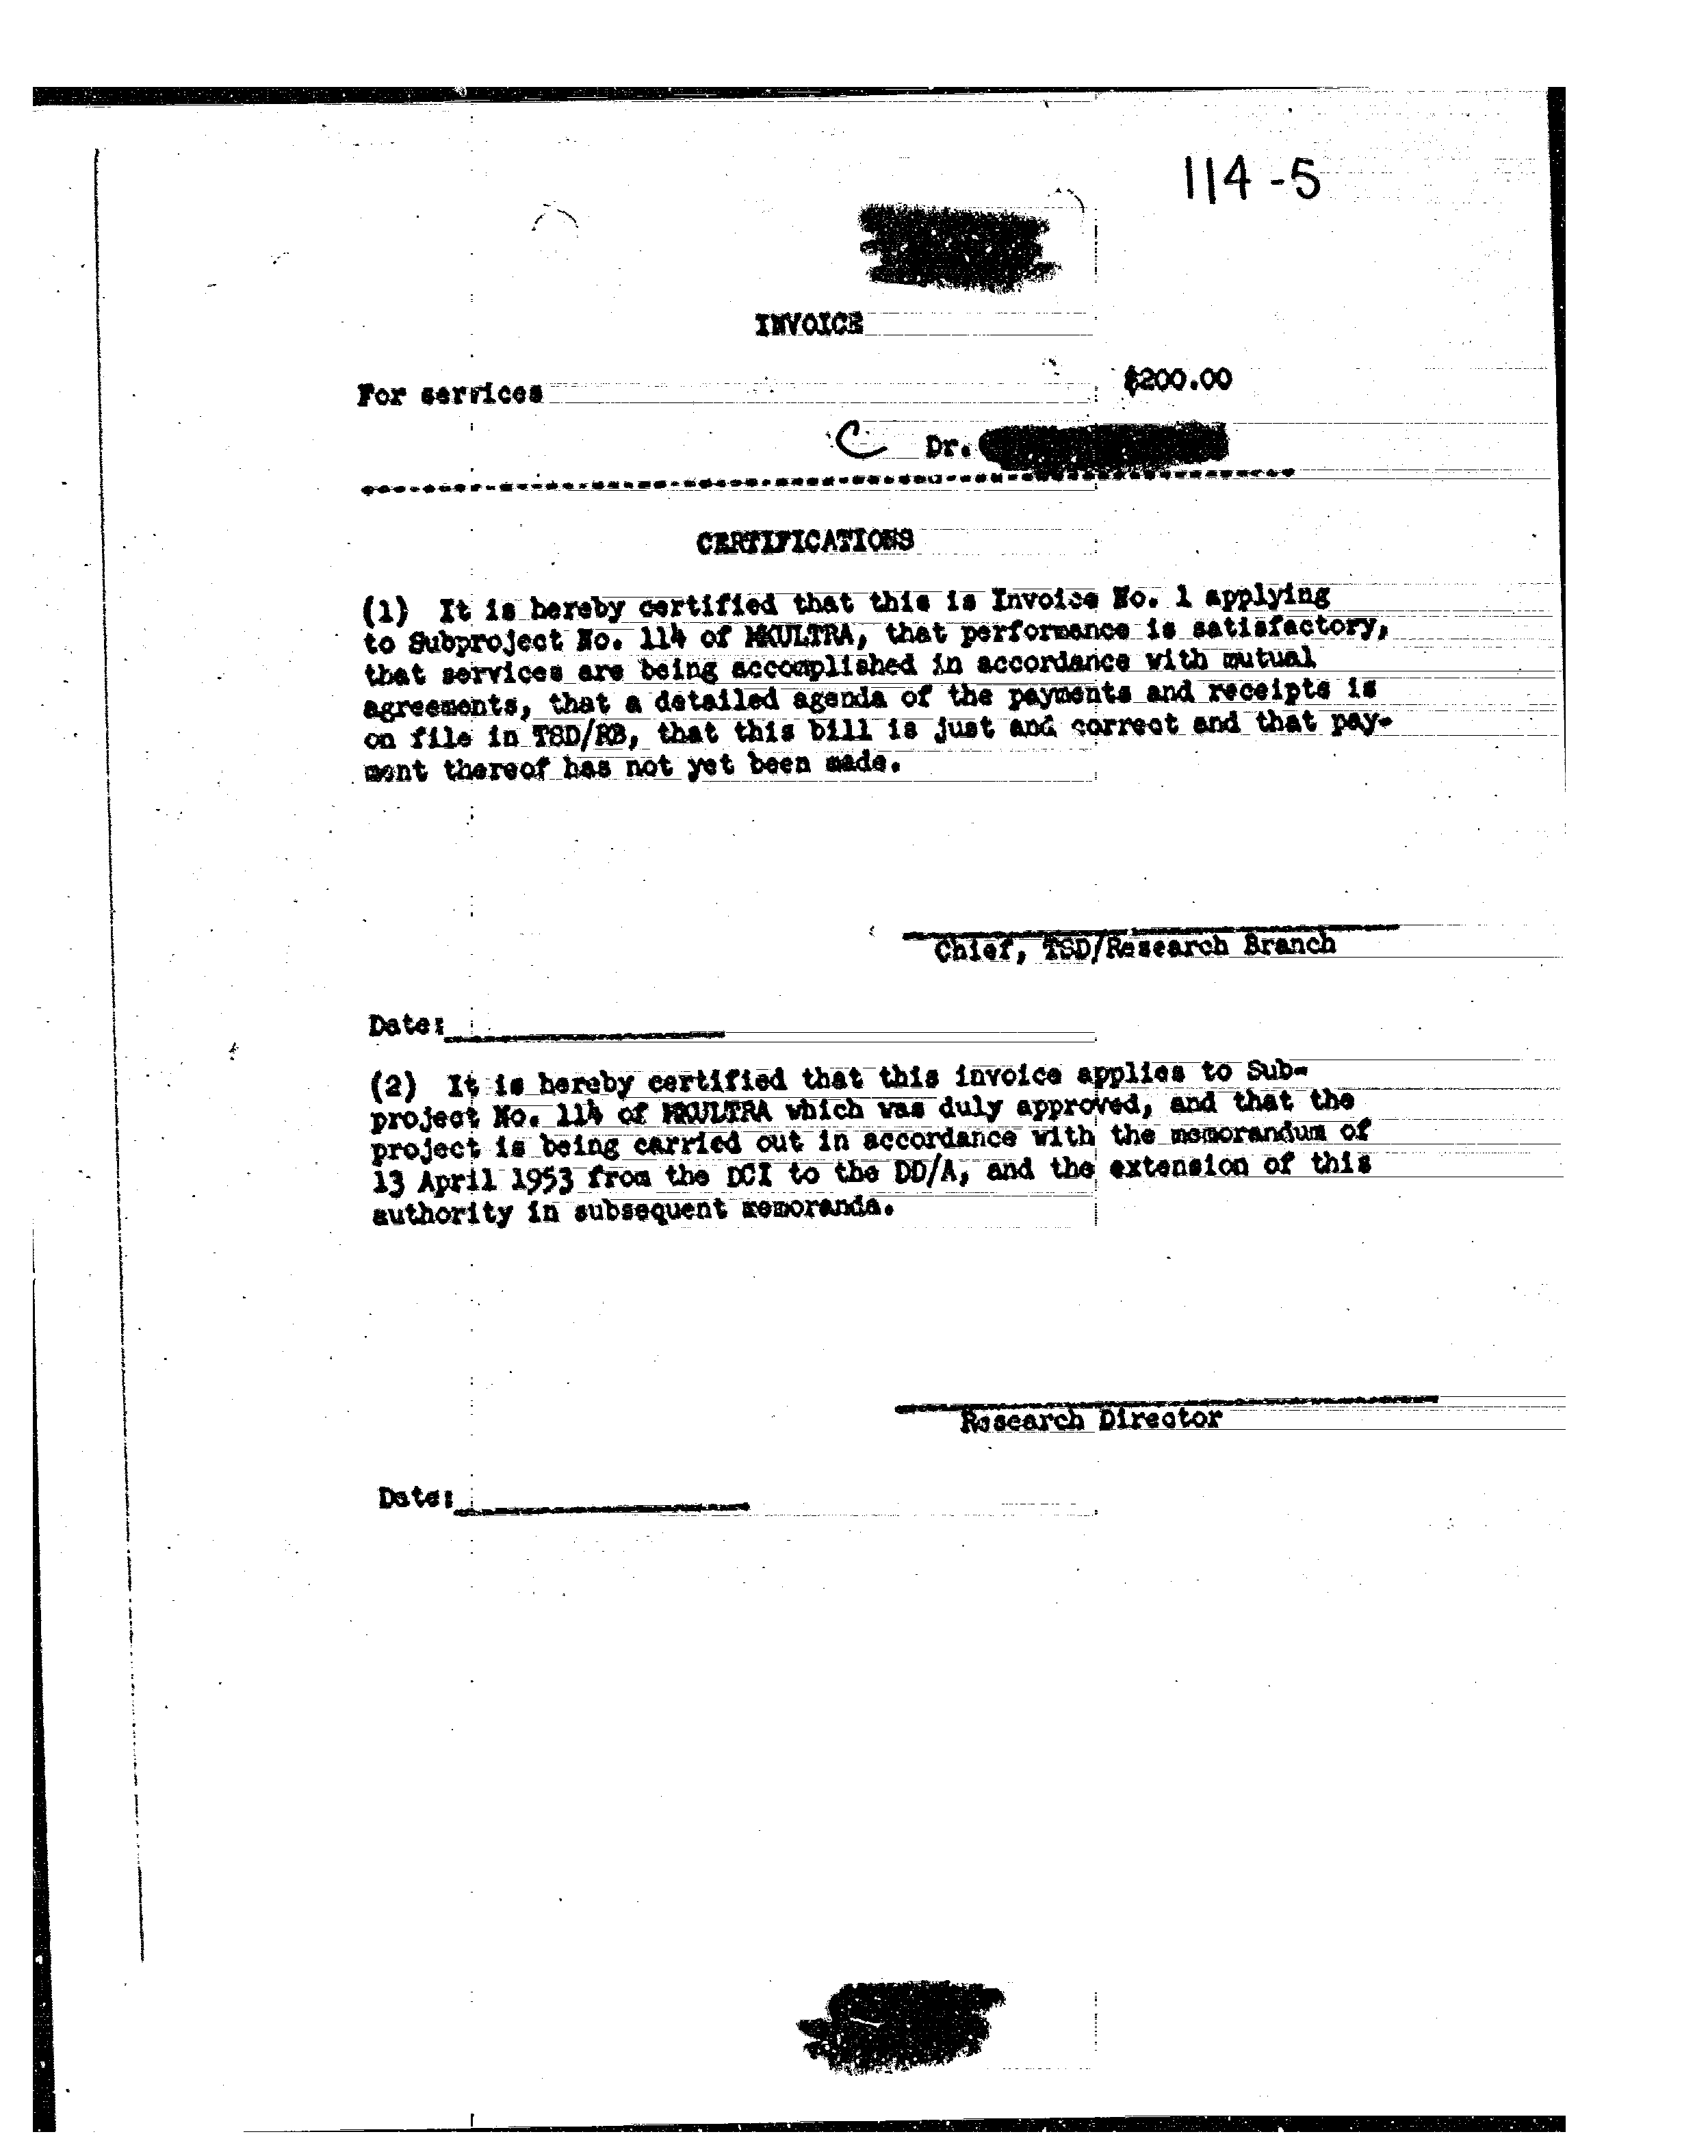 114-5
INVOICE
For services $200.00
C Dr.
CERTIFICATIONS
(1) It is hereby certified that this is Invoice No. 1 applying
to Subproject No. 114 of MKULTRA, that performance is satisfactory,
that services are being accomplished in accordance with mutual
agreements, that a detailed agenda of the payments and receipts is
on file in TSD/RB, that this bill is just and correct and that pay-
ment thereof has not yet been made.
Chief, TSD/Research Branch
Date:
(2) It is hereby certified that this invoice applies to Sub-
project No. 114 of MKULTRA which was duly approved, and that the
project is being carried out in accordance with the memorandum of
13 April 1953 from the DCI to the DD/A, and the extension of this
authority in subsequent memoranda.
Research Director
Date: